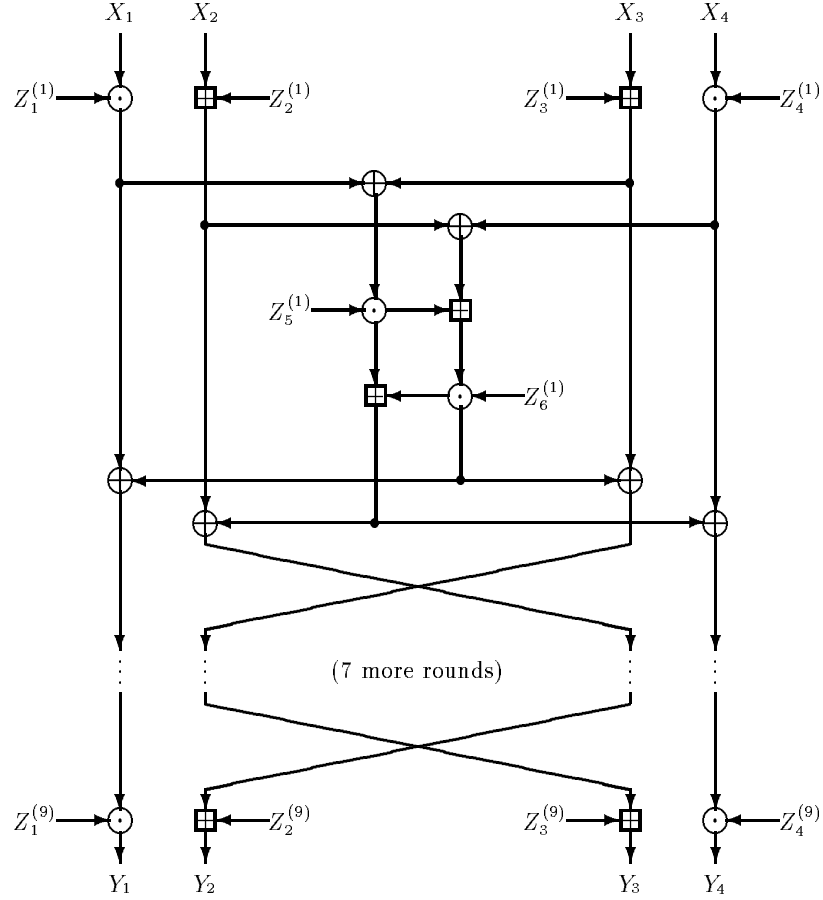 X₁ X₂ X₃ X₄
Z₁⁽¹⁾ Z₂⁽¹⁾ Z₃⁽¹⁾ Z₄⁽¹⁾
Z₅⁽¹⁾
Z₆⁽¹⁾
(7 more rounds)
Z₁⁽⁹⁾ Z₂⁽⁹⁾ Z₃⁽⁹⁾ Z₄⁽⁹⁾
Y₁ Y₂ Y₃ Y₄